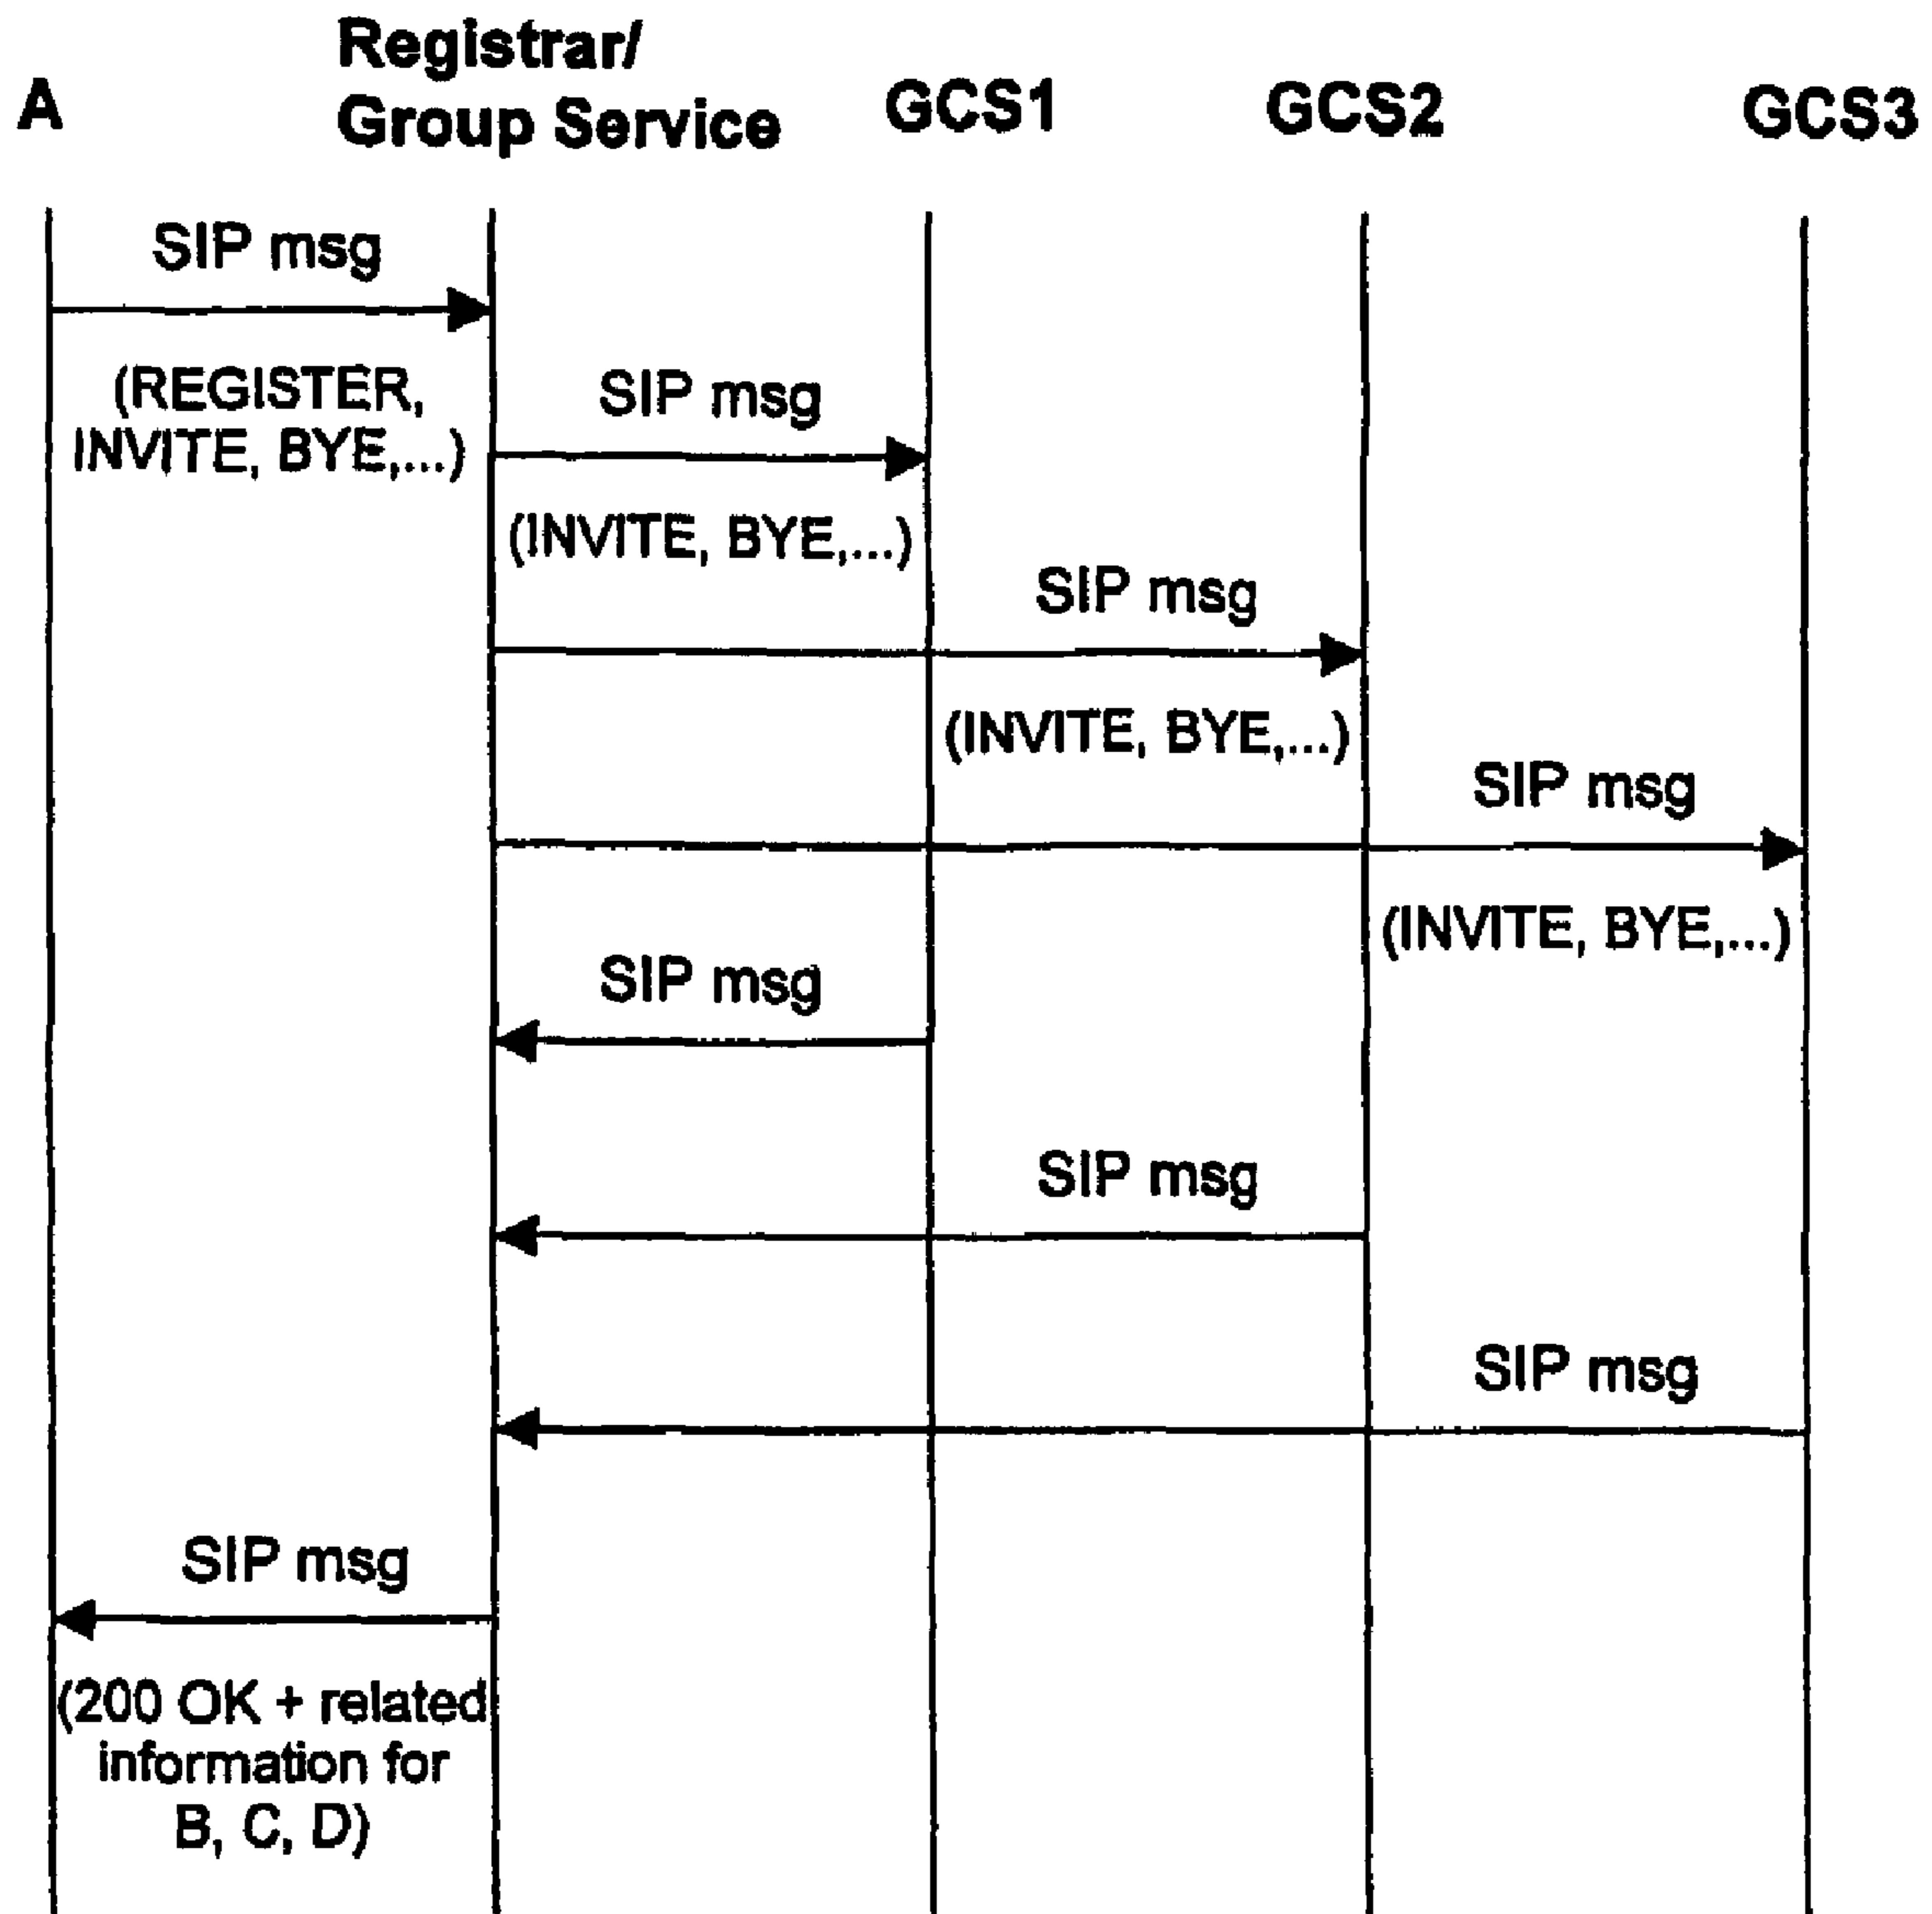 A
Registrar/
Group Service
GCS1
GCS2
GCS3
SIP msg
(REGISTER,
INVITE, BYE,...)
SIP msg
(INVITE, BYE,...)
SIP msg
(INVITE, BYE,...)
SIP msg
(INVITE, BYE,...)
SIP msg
SIP msg
SIP msg
SIP msg
(200 OK + related
information for
B, C, D)